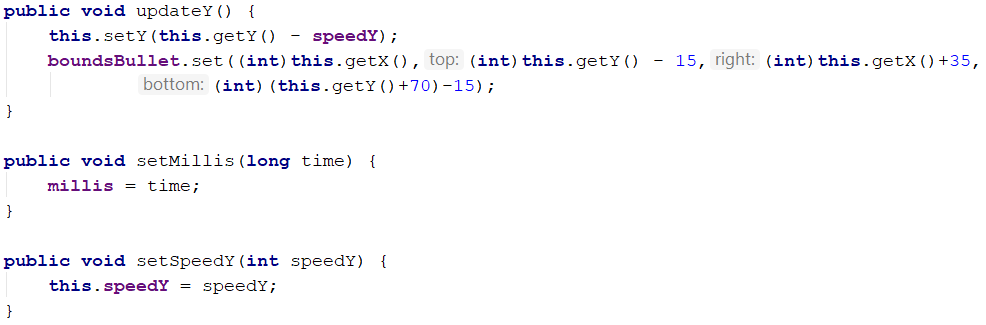 public void updateY() {
    this.setY(this.getY() - speedY);
    boundsBullet.set((int)this.getX(), top: (int)this.getY() - 15, right: (int)this.getX()+35,
            bottom: (int)(this.getY()+70)-15);
}

public void setMillis(long time) {
    millis = time;
}

public void setSpeedY(int speedY) {
    this.speedY = speedY;
}